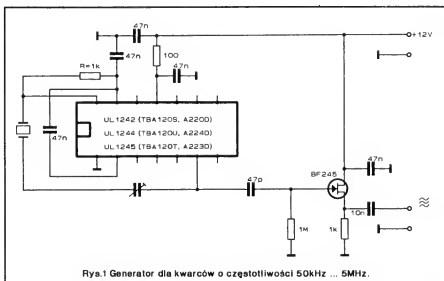 47n
+12V
47n
100
R=1k
47n
47n
UL1242 (TBA120S, A220D)
UL1244 (TBA120U, A224D)
UL1245 (TBA120T, A223D)
47n
BF245
47p
10n
1M
1k
Rys.1 Generator dla kwarców o częstotliwości 50kHz ... 5MHz.